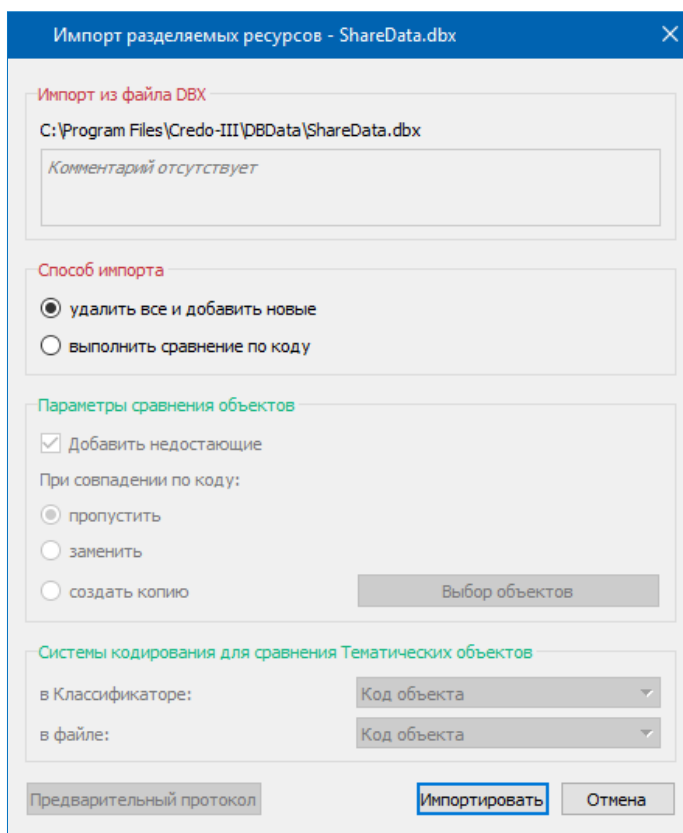 Импорт разделяемых ресурсов - ShareData.dbx
Импорт из файла DBX
C:\Program Files\Credo-III\DBData\ShareData.dbx
Комментарий отсутствует
Способ импорта
удалить все и добавить новые
выполнить сравнение по коду
Параметры сравнения объектов
Добавить недостающие
При совпадении по коду:
пропустить
заменить
создать копию
Выбор объектов
Системы кодирования для сравнения Тематических объектов
в Классификаторе:
Код объекта
в файле:
Код объекта
Предварительный протокол
Импортировать
Отмена